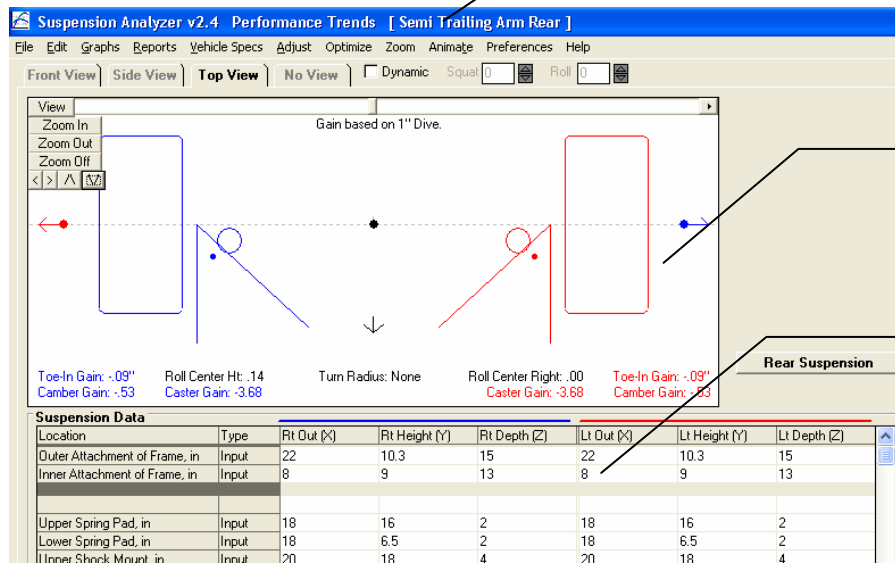 Suspension Analyzer v2.4 Performance Trends [ Semi Trailing Arm Rear ]
File Edit Graphs Reports Vehicle Specs Adjust Optimize Zoom Animate Preferences Help
Front View Side View Top View No View Dynamic Squat 0 Roll 0
View
Zoom In
Zoom Out
Zoom Off
< > /\
Gain based on 1" Dive.
Toe-In Gain: -.09" Roll Center Ht: .14 Turn Radius: None Roll Center Right: .00 Toe-In Gain: -.09"
Camber Gain: -.53 Caster Gain: -3.68 Caster Gain: -3.68 Camber Gain: -.53
Rear Suspension
Suspension Data
Location Type Rt Out (X) Rt Height (Y) Rt Depth (Z) Lt Out (X) Lt Height (Y) Lt Depth (Z)
Outer Attachment of Frame, in Input 22 10.3 15 22 10.3 15
Inner Attachment of Frame, in Input 8 9 13 8 9 13
Upper Spring Pad, in Input 18 16 2 18 16 2
Lower Spring Pad, in Input 18 6.5 2 18 6.5 2
Upper Shock Mount, in Input 20 18 4 20 18 4